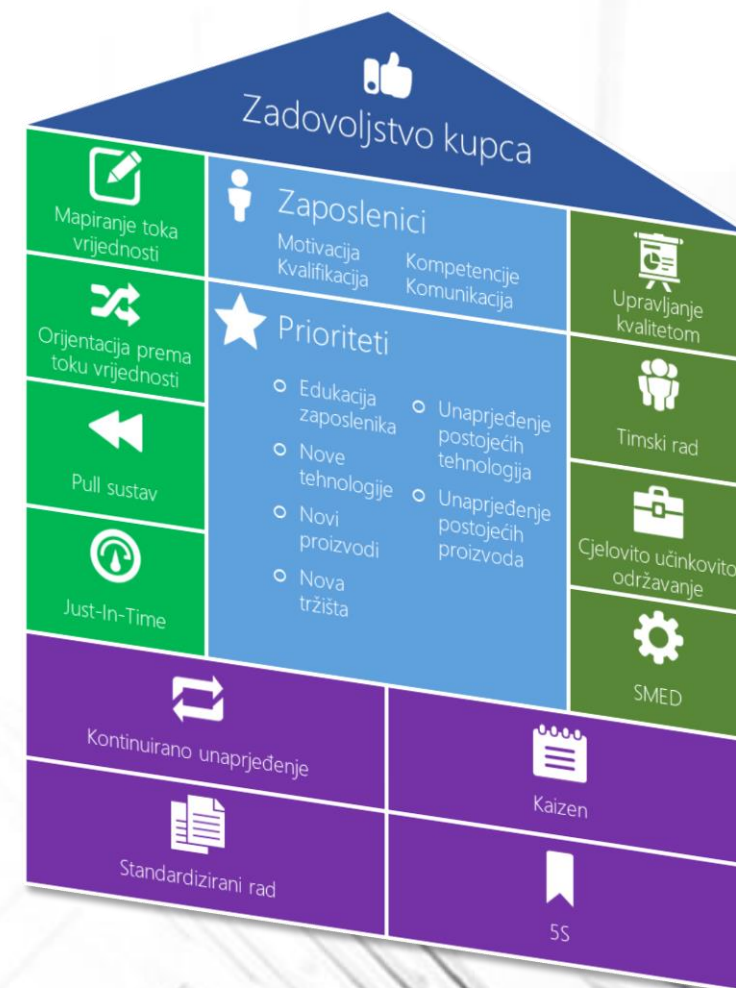 Zadovoljstvo kupca
Mapiranje toka
vrijednosti
Orijentacija prema
toku vrijednosti
Pull sustav
Just-In-Time
Zaposlenici
Motivacija
Kvalifikacija
Kompetencije
Komunikacija
Prioriteti
Edukacija
zaposlenika
Nove
tehnologije
Novi
proizvodi
Nova
tržišta
Unaprjeđenje
postojećih
tehnologija
Unaprjeđenje
postojećih
proizvoda
Upravljanje
kvalitetom
Timski rad
Cjelovito učinkovito
održavanje
SMED
Kontinuirano unaprjeđenje
Kaizen
Standardizirani rad
5S